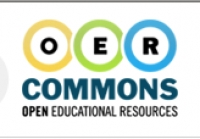 OER
COMMONS
OPEN EDUCATIONAL RESOURCES